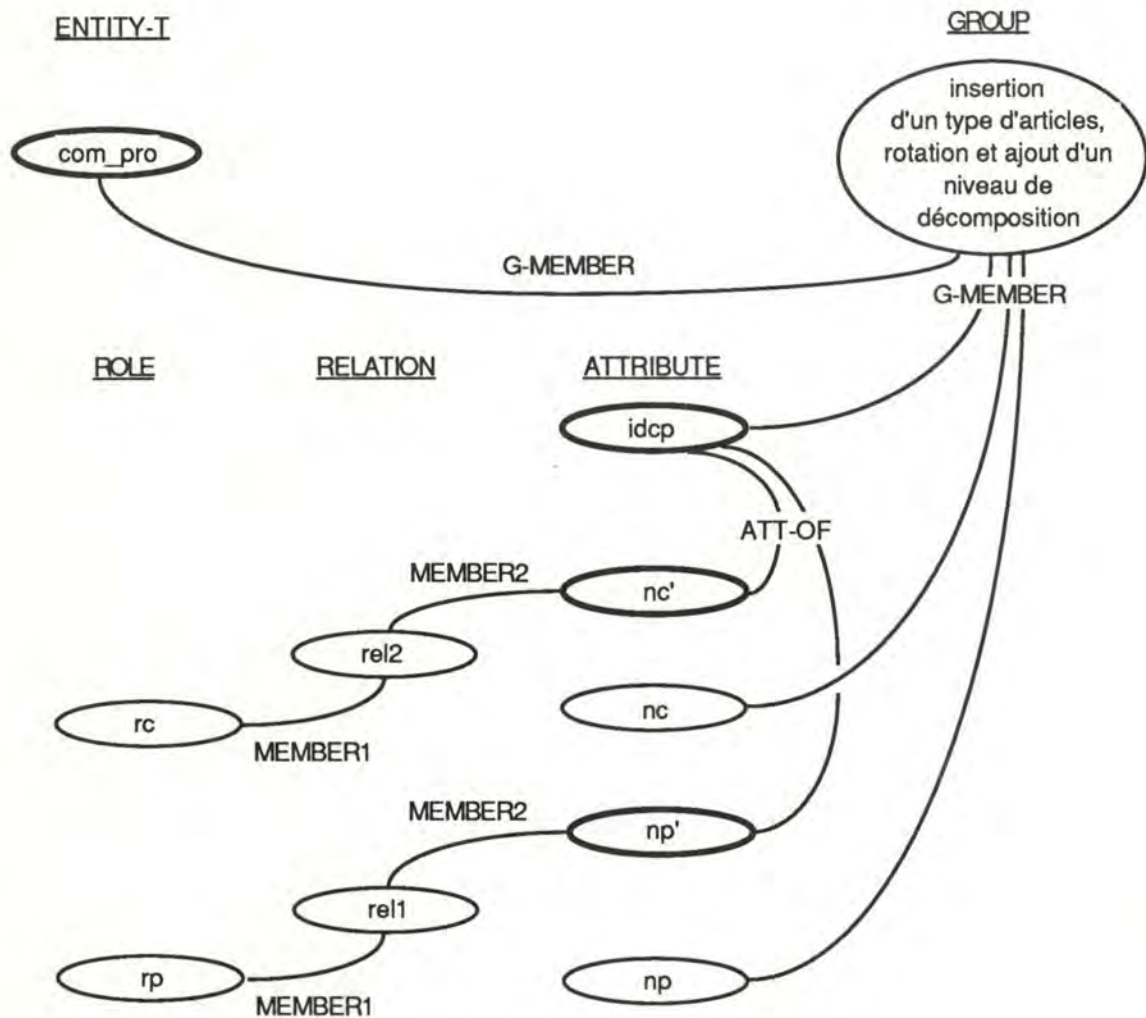 ENTITY-T
GROUP
insertion
d'un type d'articles,
rotation et ajout d'un
niveau de
décomposition
com_pro
G-MEMBER
G-MEMBER
ROLE
RELATION
ATTRIBUTE
idcp
ATT-OF
MEMBER2
nc'
rel2
rc
nc
MEMBER1
MEMBER2
np'
rel1
rp
np
MEMBER1